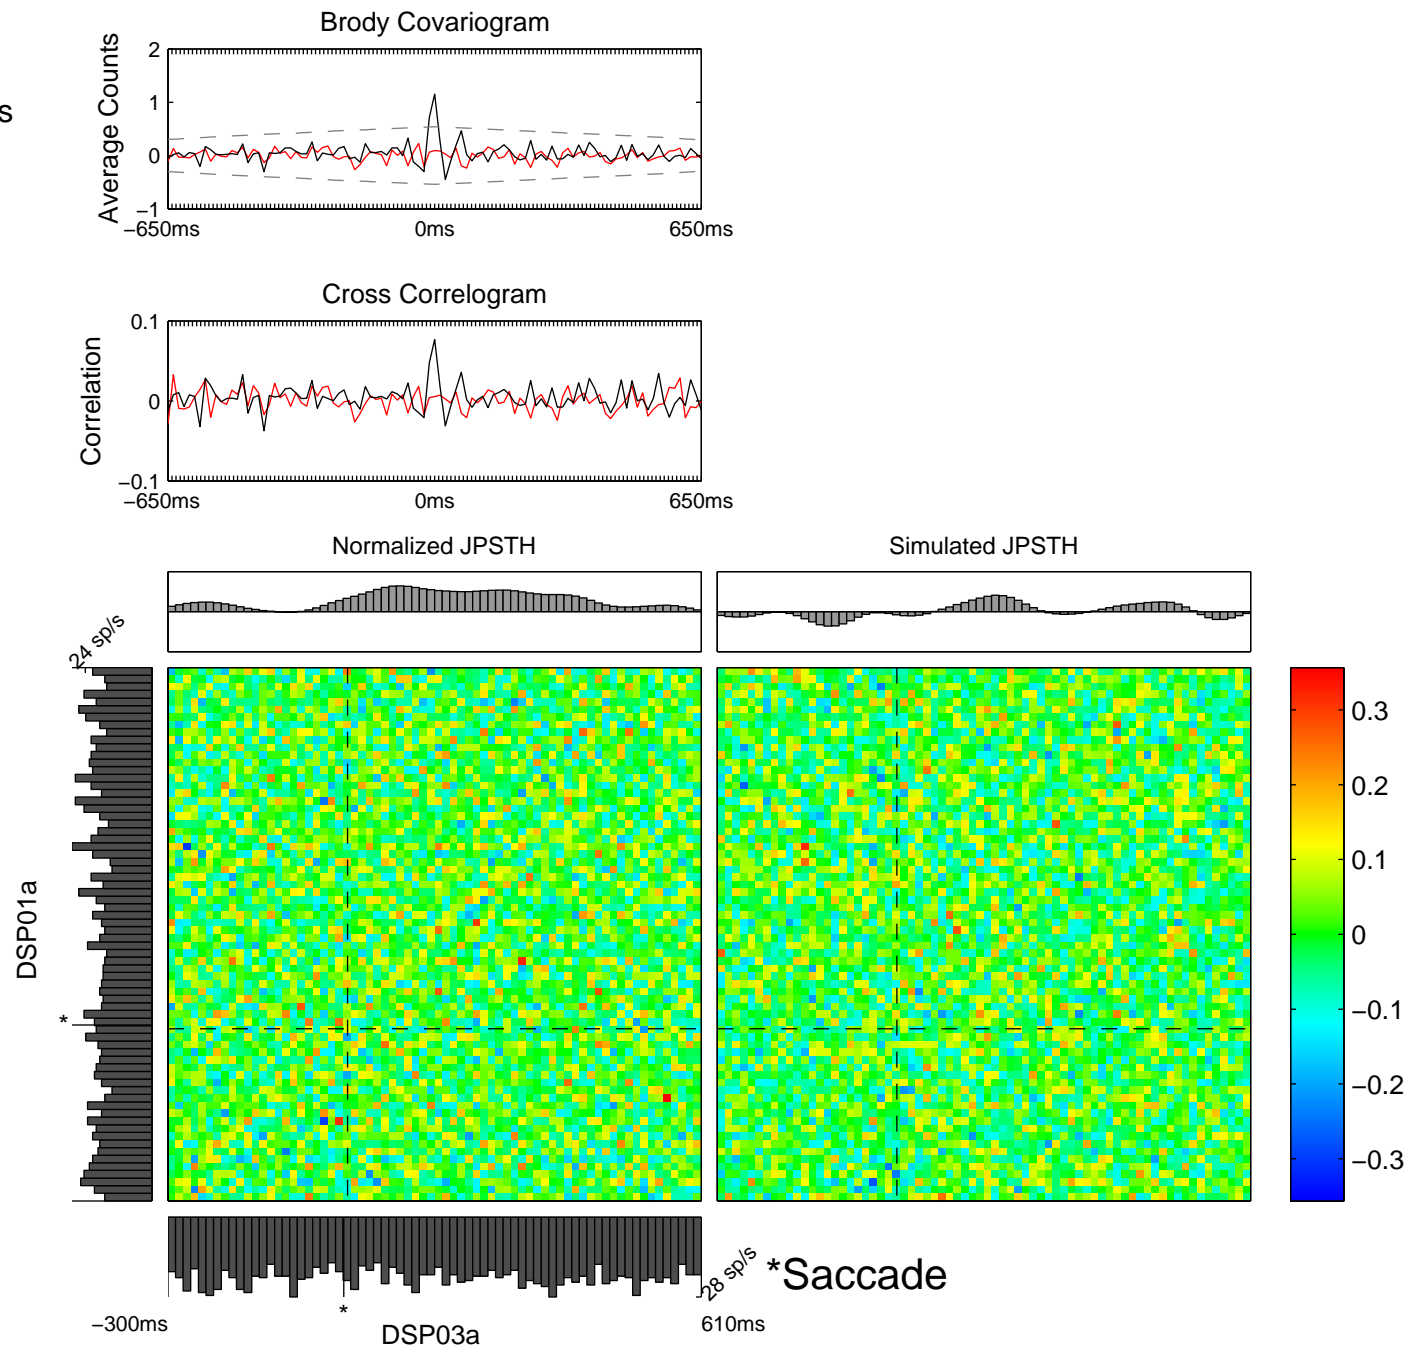 Brody Covariogram
s
Average Counts
2
1
0
−1
−650ms
0ms
650ms
Cross Correlogram
Correlation
0.1
0
−0.1
−650ms
0ms
650ms
Normalized JPSTH
Simulated JPSTH
24 sp/s
DSP01a
*
0.3
0.2
0.1
0
−0.1
−0.2
−0.3
28 sp/s
*Saccade
*
−300ms
DSP03a
610ms